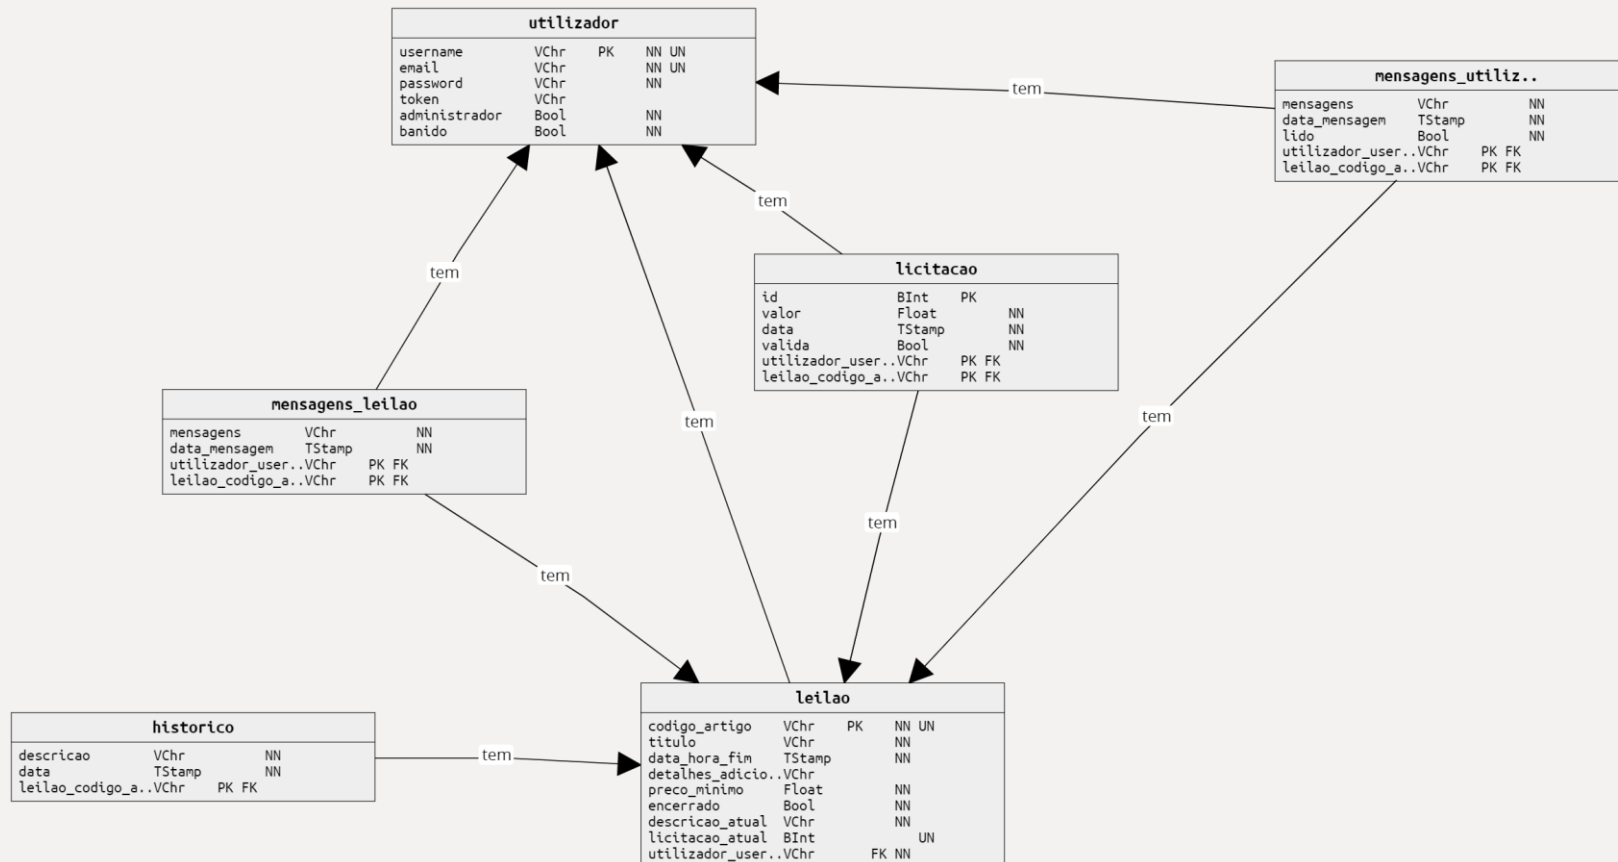 utilizador
username VChr PK NN UN
email VChr NN UN
password VChr NN
token VChr
administrador Bool NN
banido Bool NN
mensagens_utiliz..
mensagens VChr NN
data_mensagem TStamp NN
lido Bool NN
utilizador_user..VChr PK FK
leilao_codigo_a..VChr PK FK
tem
tem
tem
licitacao
id BInt PK
valor Float NN
data TStamp NN
valida Bool NN
utilizador_user..VChr PK FK
leilao_codigo_a..VChr PK FK
mensagens_leilao
mensagens VChr NN
data_mensagem TStamp NN
utilizador_user..VChr PK FK
leilao_codigo_a..VChr PK FK
tem
tem
tem
tem
historico
descricao VChr NN
data TStamp NN
leilao_codigo_a..VChr PK FK
tem
leilao
codigo_artigo VChr PK NN UN
titulo VChr NN
data_hora_fim TStamp NN
detalhes_adicio..VChr
preco_minimo Float NN
encerrado Bool NN
descricao_atual VChr NN
licitacao_atual BInt UN
utilizador_user..VChr FK NN